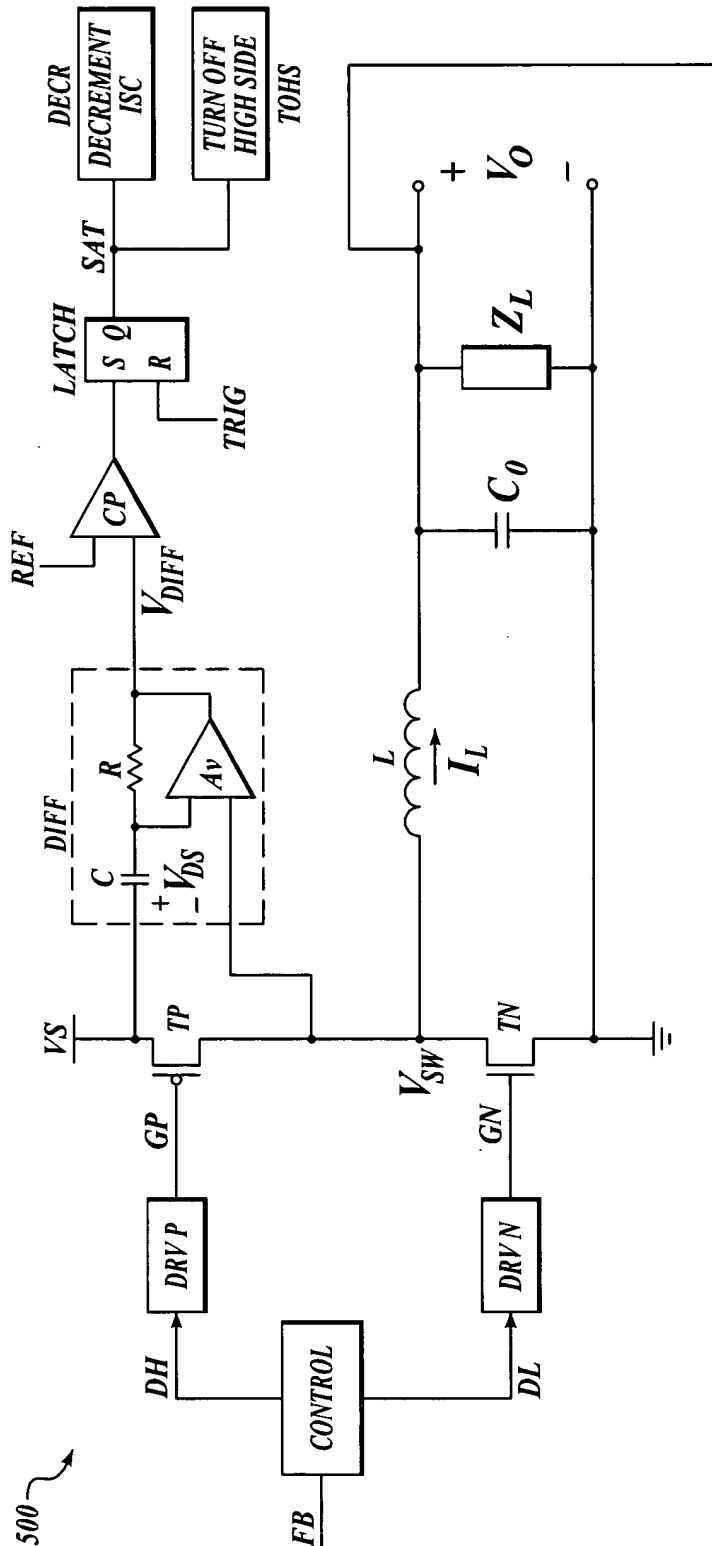 500
FB
CONTROL
DH
DL
DRV P
DRV N
GP
GN
VS
TP
V_SW
TN
DIFF
C
+
− V_DS
R
Av
V_DIFF
REF
CP
LATCH
S Q
R
TRIG
SAT
DECR
DECREMENT
ISC
TURN OFF
HIGH SIDE
TOHS
L
I_L
C_0
Z_L
+
V_O
−